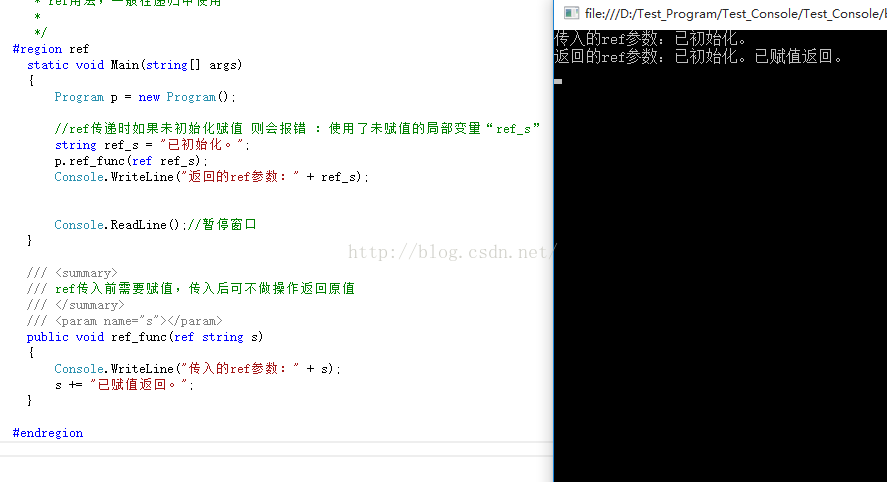 * ref用法，一般在递归中使用
*
*/
#region ref
static void Main(string[] args)
{
Program p = new Program();
//ref传递时如果未初始化赋值 则会报错 ：使用了未赋值的局部变量“ref_s”
string ref_s = "已初始化。";
p.ref_func(ref ref_s);
Console.WriteLine("返回的ref参数：" + ref_s);
Console.ReadLine();//暂停窗口
}
/// <summary>
/// ref传入前需要赋值，传入后可不做操作返回原值
/// </summary>
/// <param name="s"></param>
public void ref_func(ref string s)
{
Console.WriteLine("传入的ref参数：" + s);
s += "已赋值返回。";
}
#endregion
http://blog.csdn.net/
file:///D:/Test_Program/Test_Console/Test_Console/b
传入的ref参数：已初始化。
返回的ref参数：已初始化。已赋值返回。